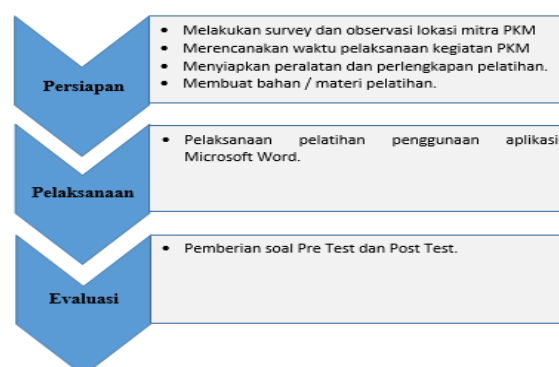 Persiapan
• Melakukan survey dan observasi lokasi mitra PKM
• Merencanakan waktu pelaksanaan kegiatan PKM
• Menyiapkan peralatan dan perlengkapan pelatihan.
• Membuat bahan / materi pelatihan.
Pelaksanaan
• Pelaksanaan pelatihan penggunaan aplikasi
Microsoft Word.
Evaluasi
• Pemberian soal Pre Test dan Post Test.